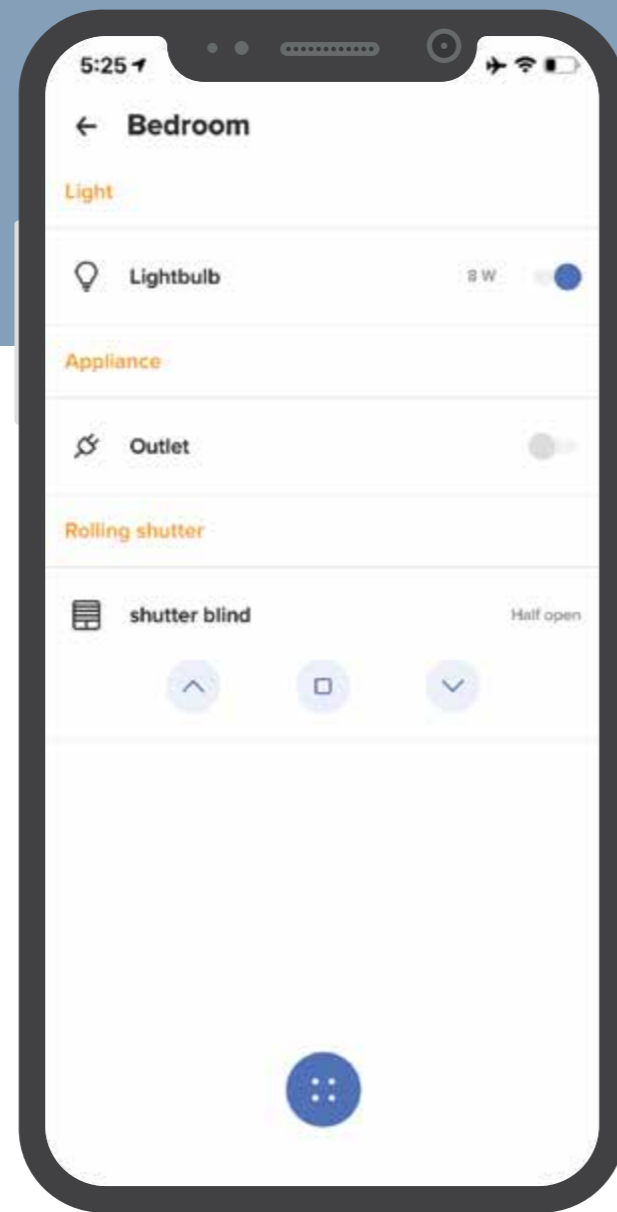 5:25
Bedroom
Light
Lightbulb 8 W
Appliance
Outlet
Rolling shutter
shutter blind Half open